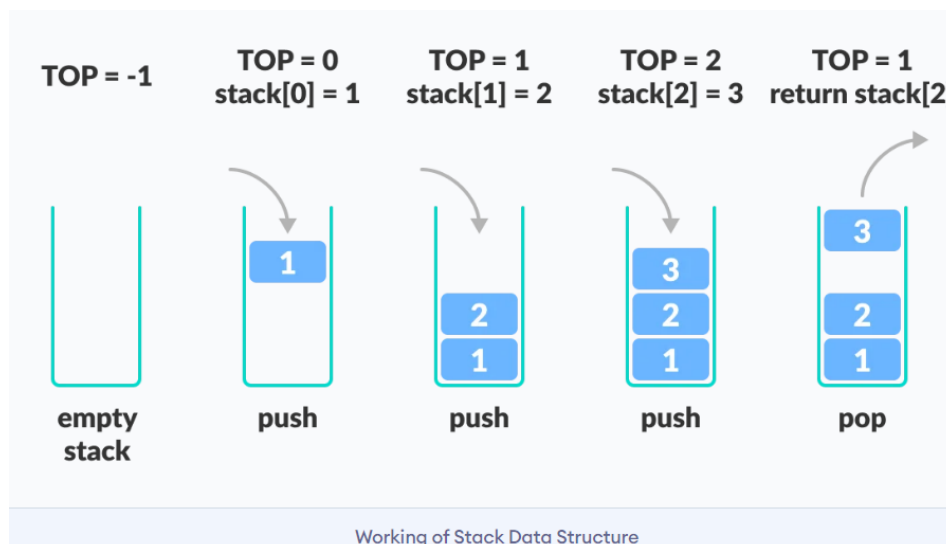 TOP = -1
TOP = 0
stack[0] = 1
TOP = 1
stack[1] = 2
TOP = 2
stack[2] = 3
TOP = 1
return stack[2
1
2
1
3
2
1
3
2
1
empty
stack
push
push
push
pop
Working of Stack Data Structure